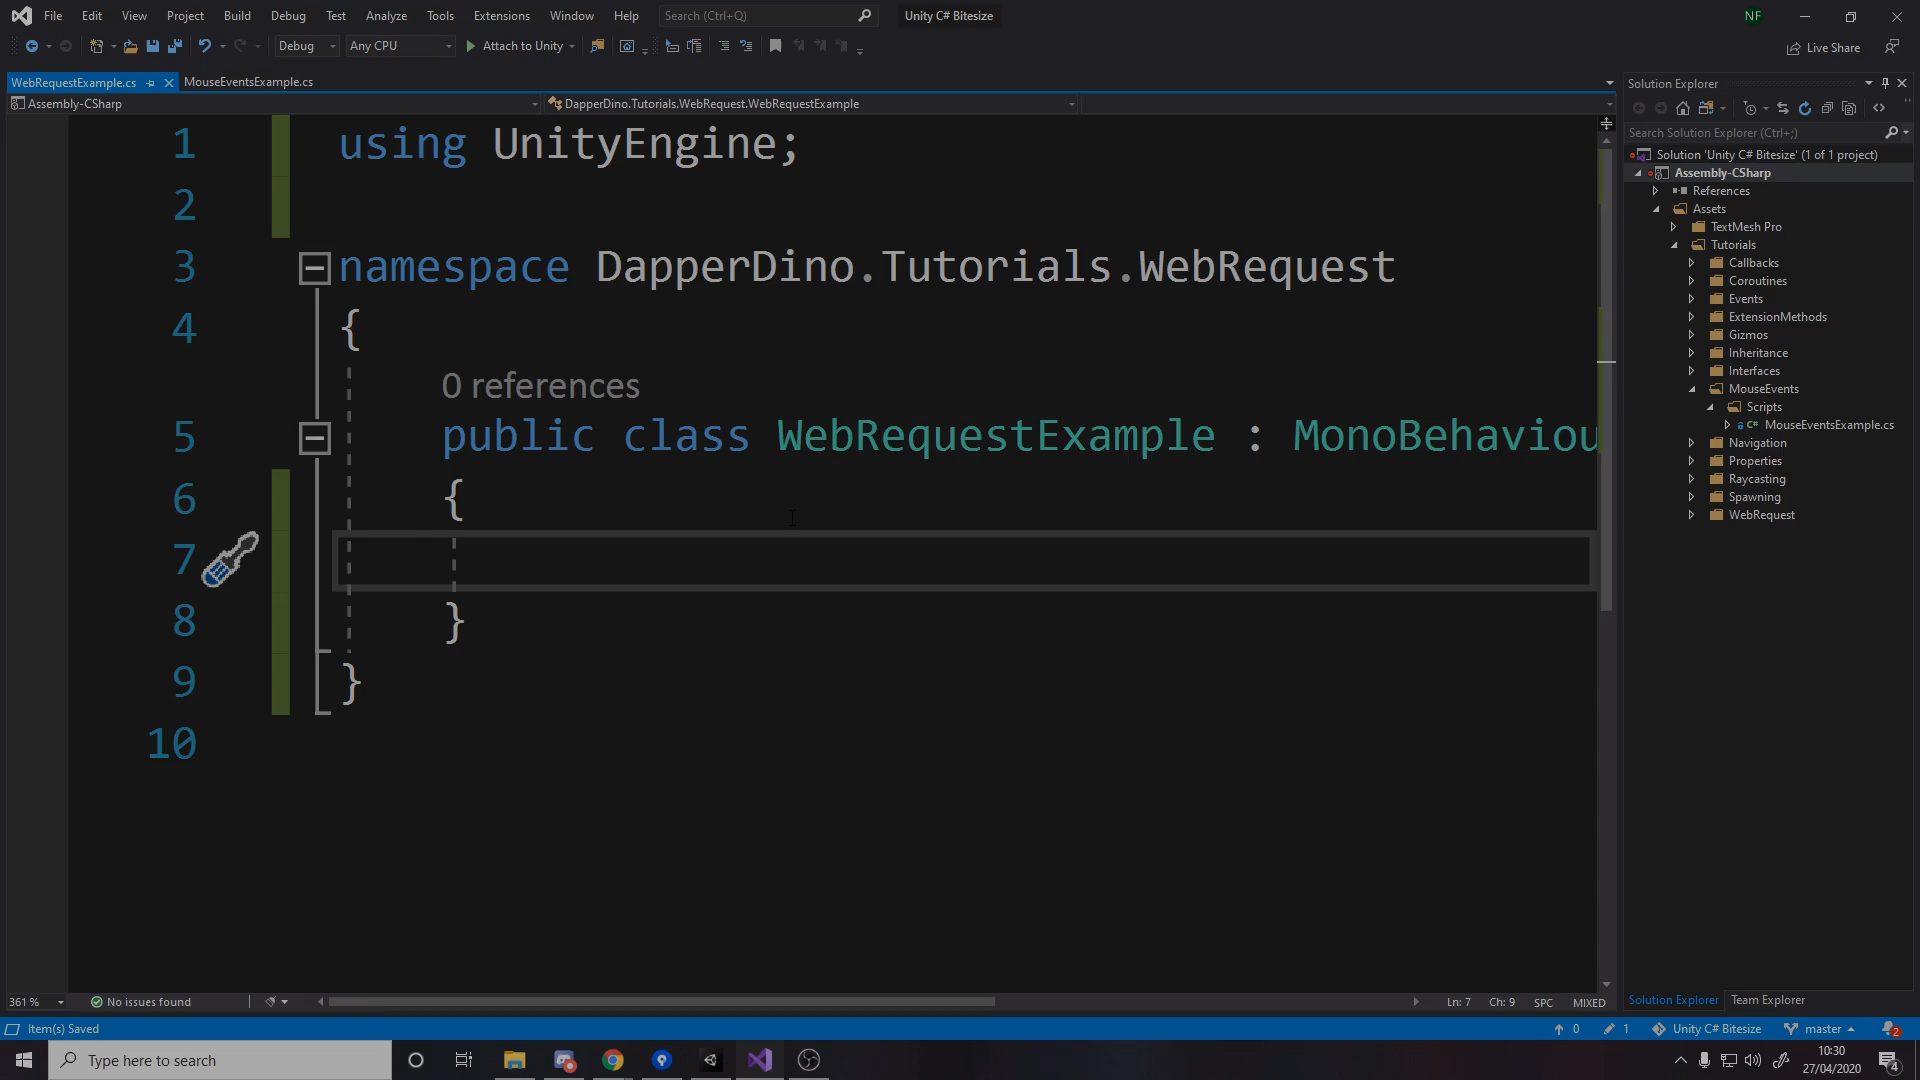 File Edit View Project Build Debug Test Analyze Tools Extensions Window Help Search (Ctrl+Q) Unity C# Bitesize NF
Debug Any CPU Attach to Unity Live Share
WebRequestExample.cs MouseEventsExample.cs
Assembly-CSharp DapperDino.Tutorials.WebRequest.WebRequestExample
1 using UnityEngine;
2
3 namespace DapperDino.Tutorials.WebRequest
4 {
0 references
5 public class WebRequestExample : MonoBehaviou
6 {
7
8 }
9 }
10
Solution Explorer
Search Solution Explorer (Ctrl+;)
Solution 'Unity C# Bitesize' (1 of 1 project)
Assembly-CSharp
References
Assets
TextMesh Pro
Tutorials
Callbacks
Coroutines
Events
ExtensionMethods
Gizmos
Inheritance
Interfaces
MouseEvents
Scripts
C# MouseEventsExample.cs
Navigation
Properties
Raycasting
Spawning
WebRequest
Solution Explorer Team Explorer
361 % No issues found Ln: 7 Ch: 9 SPC MIXED
Item(s) Saved 0 1 Unity C# Bitesize master 2
Type here to search
10:30
27/04/2020
4